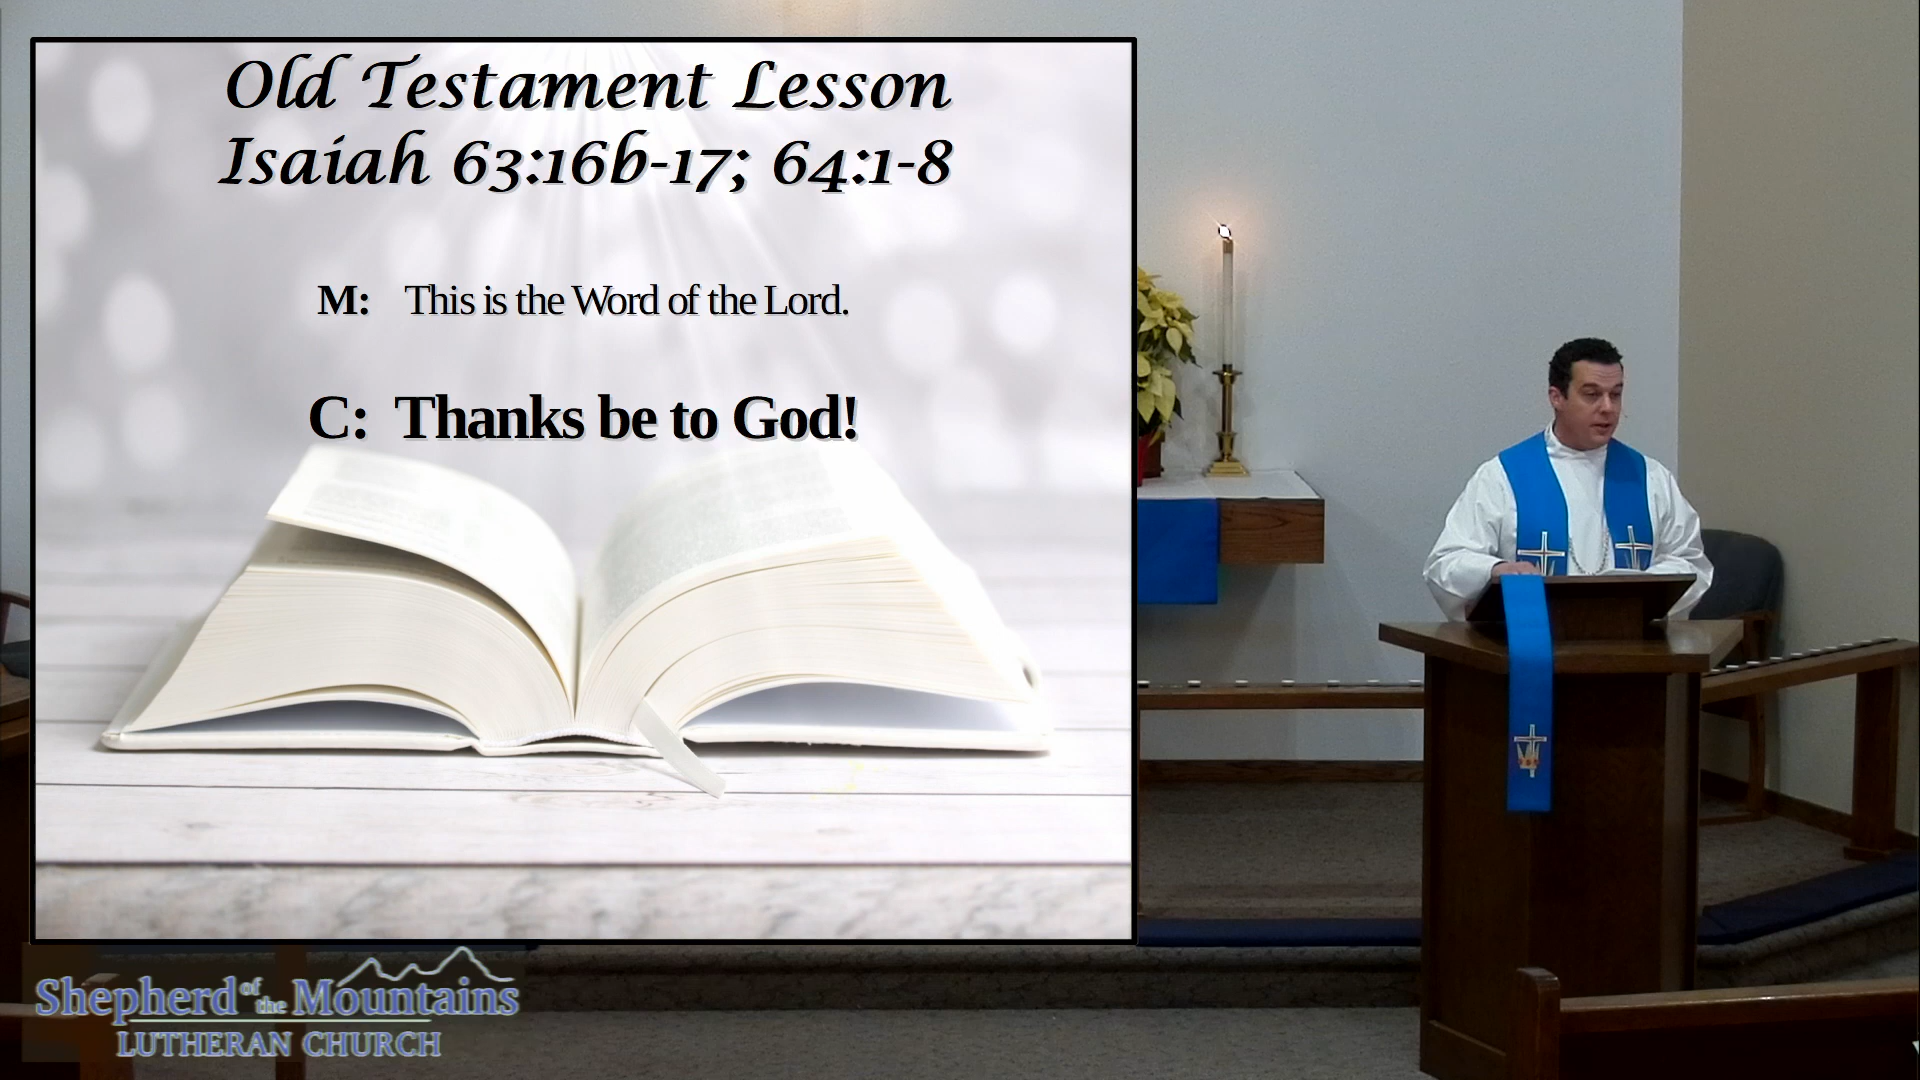 Old Testament Lesson
Isaiah 63:16b-17; 64:1-8
M: This is the Word of the Lord.
C: Thanks be to God!
Shepherd of the Mountains
LUTHERAN CHURCH